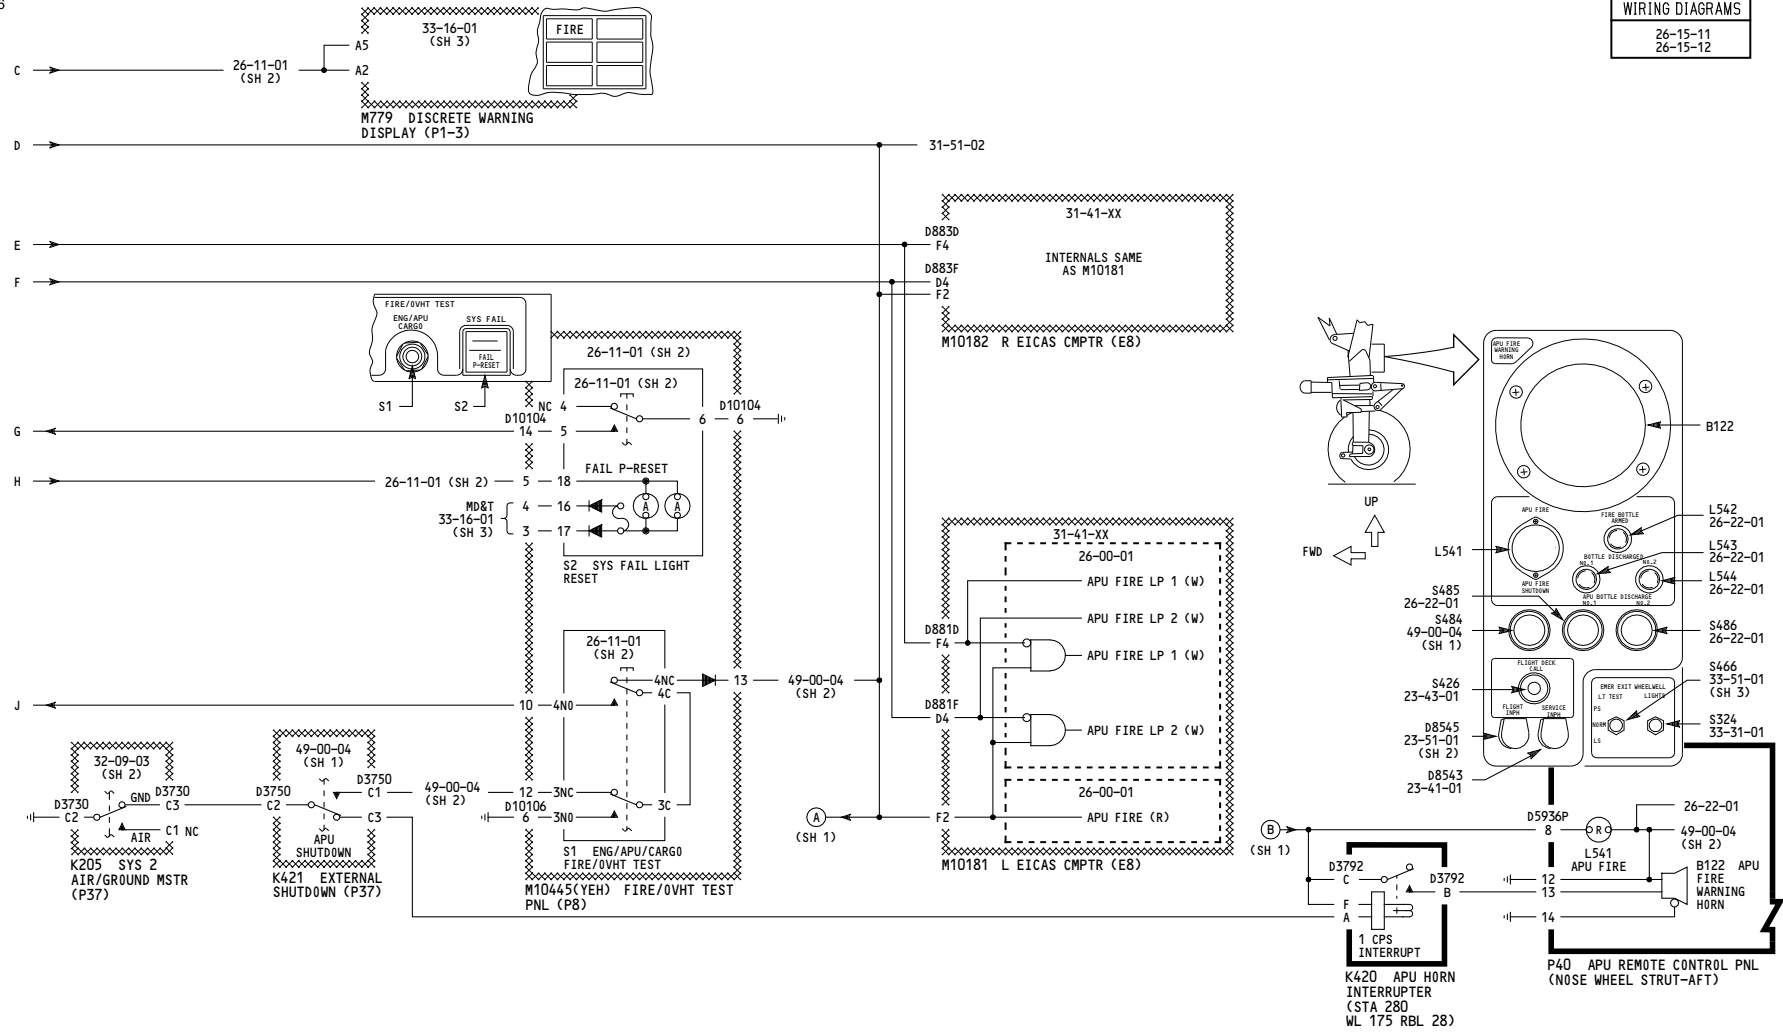 6
WIRING DIAGRAMS
26-15-11
26-15-12
C
26-11-01
(SH 2)
A5
A2
33-16-01
(SH 3)
FIRE
M779 DISCRETE WARNING
DISPLAY (P1-3)
D
31-51-02
31-41-XX
INTERNALS SAME
AS M10181
D883D
F4
D883F
D4
F2
M10182 R EICAS CMPTR (E8)
E
F
FIRE/OVHT TEST
ENG/APU
CARGO
SYS FAIL
FAIL
P-RESET
S1
S2
26-11-01 (SH 2)
26-11-01 (SH 2)
NC 4
D10104
14
5
6
D10104
6
G
H
26-11-01 (SH 2)
5
18
FAIL P-RESET
MD&T
33-16-01
(SH 3)
4
16
3
17
A
A
S2 SYS FAIL LIGHT
RESET
26-11-01
(SH 2)
4NC
4C
13
49-00-04
(SH 2)
J
10
4NO
12
3NC
D10106
6
3NO
3C
S1 ENG/APU/CARGO
FIRE/OVHT TEST
M10445(YEH) FIRE/OVHT TEST
PNL (P8)
32-09-03
(SH 2)
D3730
C2
GND
D3730
C3
AIR
C1 NC
K205 SYS 2
AIR/GROUND MSTR
(P37)
49-00-04
(SH 1)
D3750
C2
D3750
C1
C3
APU
SHUTDOWN
K421 EXTERNAL
SHUTDOWN (P37)
49-00-04
(SH 2)
A
(SH 1)
31-41-XX
26-00-01
APU FIRE LP 1 (W)
APU FIRE LP 2 (W)
APU FIRE LP 1 (W)
APU FIRE LP 2 (W)
D881D
F4
D881F
D4
26-00-01
F2
APU FIRE (R)
M10181 L EICAS CMPTR (E8)
UP
FWD
APU FIRE
WARNING
HORN
B122
APU FIRE
FIRE BOTTLE
ARMED
BOTTLE DISCHARGED
NO.1
NO.2
APU FIRE
SHUTDOWN
APU BOTTLE DISCHARGE
NO.1
NO.2
L541
L542
26-22-01
L543
26-22-01
L544
26-22-01
S485
26-22-01
S484
49-00-04
(SH 1)
S486
26-22-01
FLIGHT DECK
CALL
FLIGHT
INPH
SERVICE
INPH
EMER EXIT WHEELWELL
LT TEST
LIGHTS
PS
NORM
LS
S466
33-51-01
(SH 3)
S426
23-43-01
S324
33-31-01
D8545
23-51-01
(SH 2)
D8543
23-41-01
B
(SH 1)
D5936P
8
R
L541
APU FIRE
26-22-01
49-00-04
(SH 2)
D3792
C
D3792
B
F
A
1 CPS
INTERRUPT
K420 APU HORN
INTERRUPTER
(STA 280
WL 175 RBL 28)
12
13
14
B122 APU
FIRE
WARNING
HORN
P40 APU REMOTE CONTROL PNL
(NOSE WHEEL STRUT-AFT)